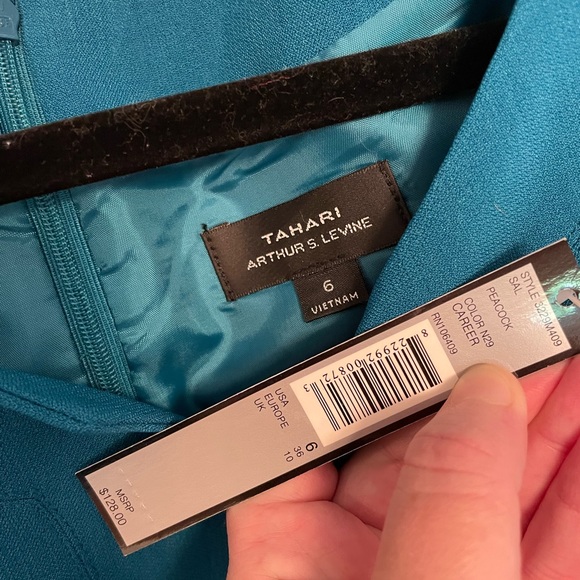 TAHARI
ARTHUR S. LEVINE
6
VIETNAM
SAL
PEACOCK
COLOR N29
CAREER
RN106409
USA 6
EUROPE 36
UK 10
MSRP
$128.00